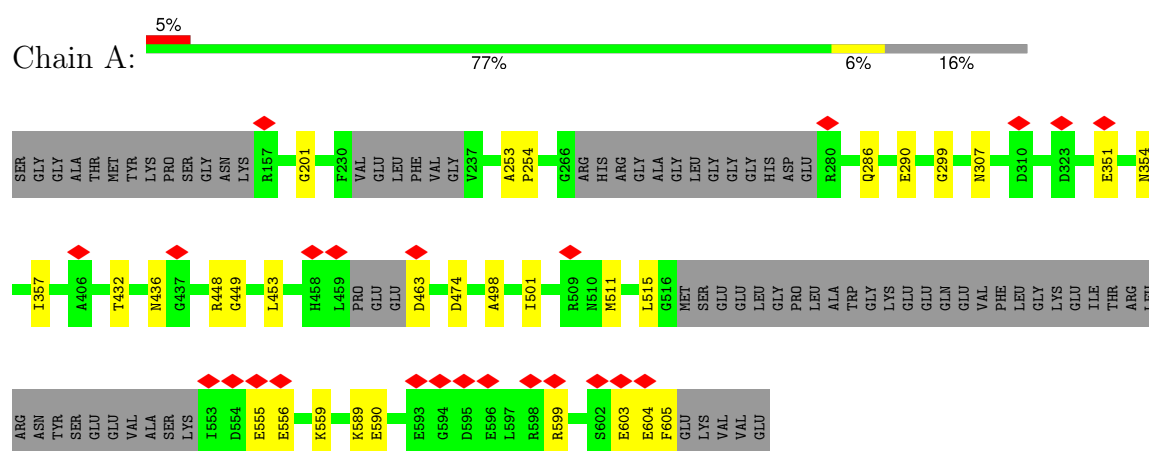 5%
Chain A:
77% 6% 16%
SER GLY GLY ALA THR MET TYR LYS PRO SER GLY ASN LYS R157 G201 F230 VAL GLU LEU PHE VAL GLY V237 A253 P254 G266 ARG HIS ARG GLY ALA GLY LEU GLY GLY GLY HIS ASP GLU R280 Q286 E290 G299 N307 D310 D323 E351 N354
I357 A406 T432 N436 G437 R448 G449 L453 H458 L459 PRO GLU GLU D463 D474 A498 I501 R509 N510 M511 L515 G516 MET SER GLU GLU LEU GLY PRO LEU ALA TRP GLY LYS GLU GLU GLN GLU VAL PHE LEU GLY LYS GLU ILE THR ARG
ARG ASN TYR SER GLU GLU VAL ALA SER LYS I553 D554 E555 E556 K559 K589 E590 E593 G594 D595 E596 L597 R598 R599 S602 E603 E604 F605 GLU LYS VAL VAL GLU